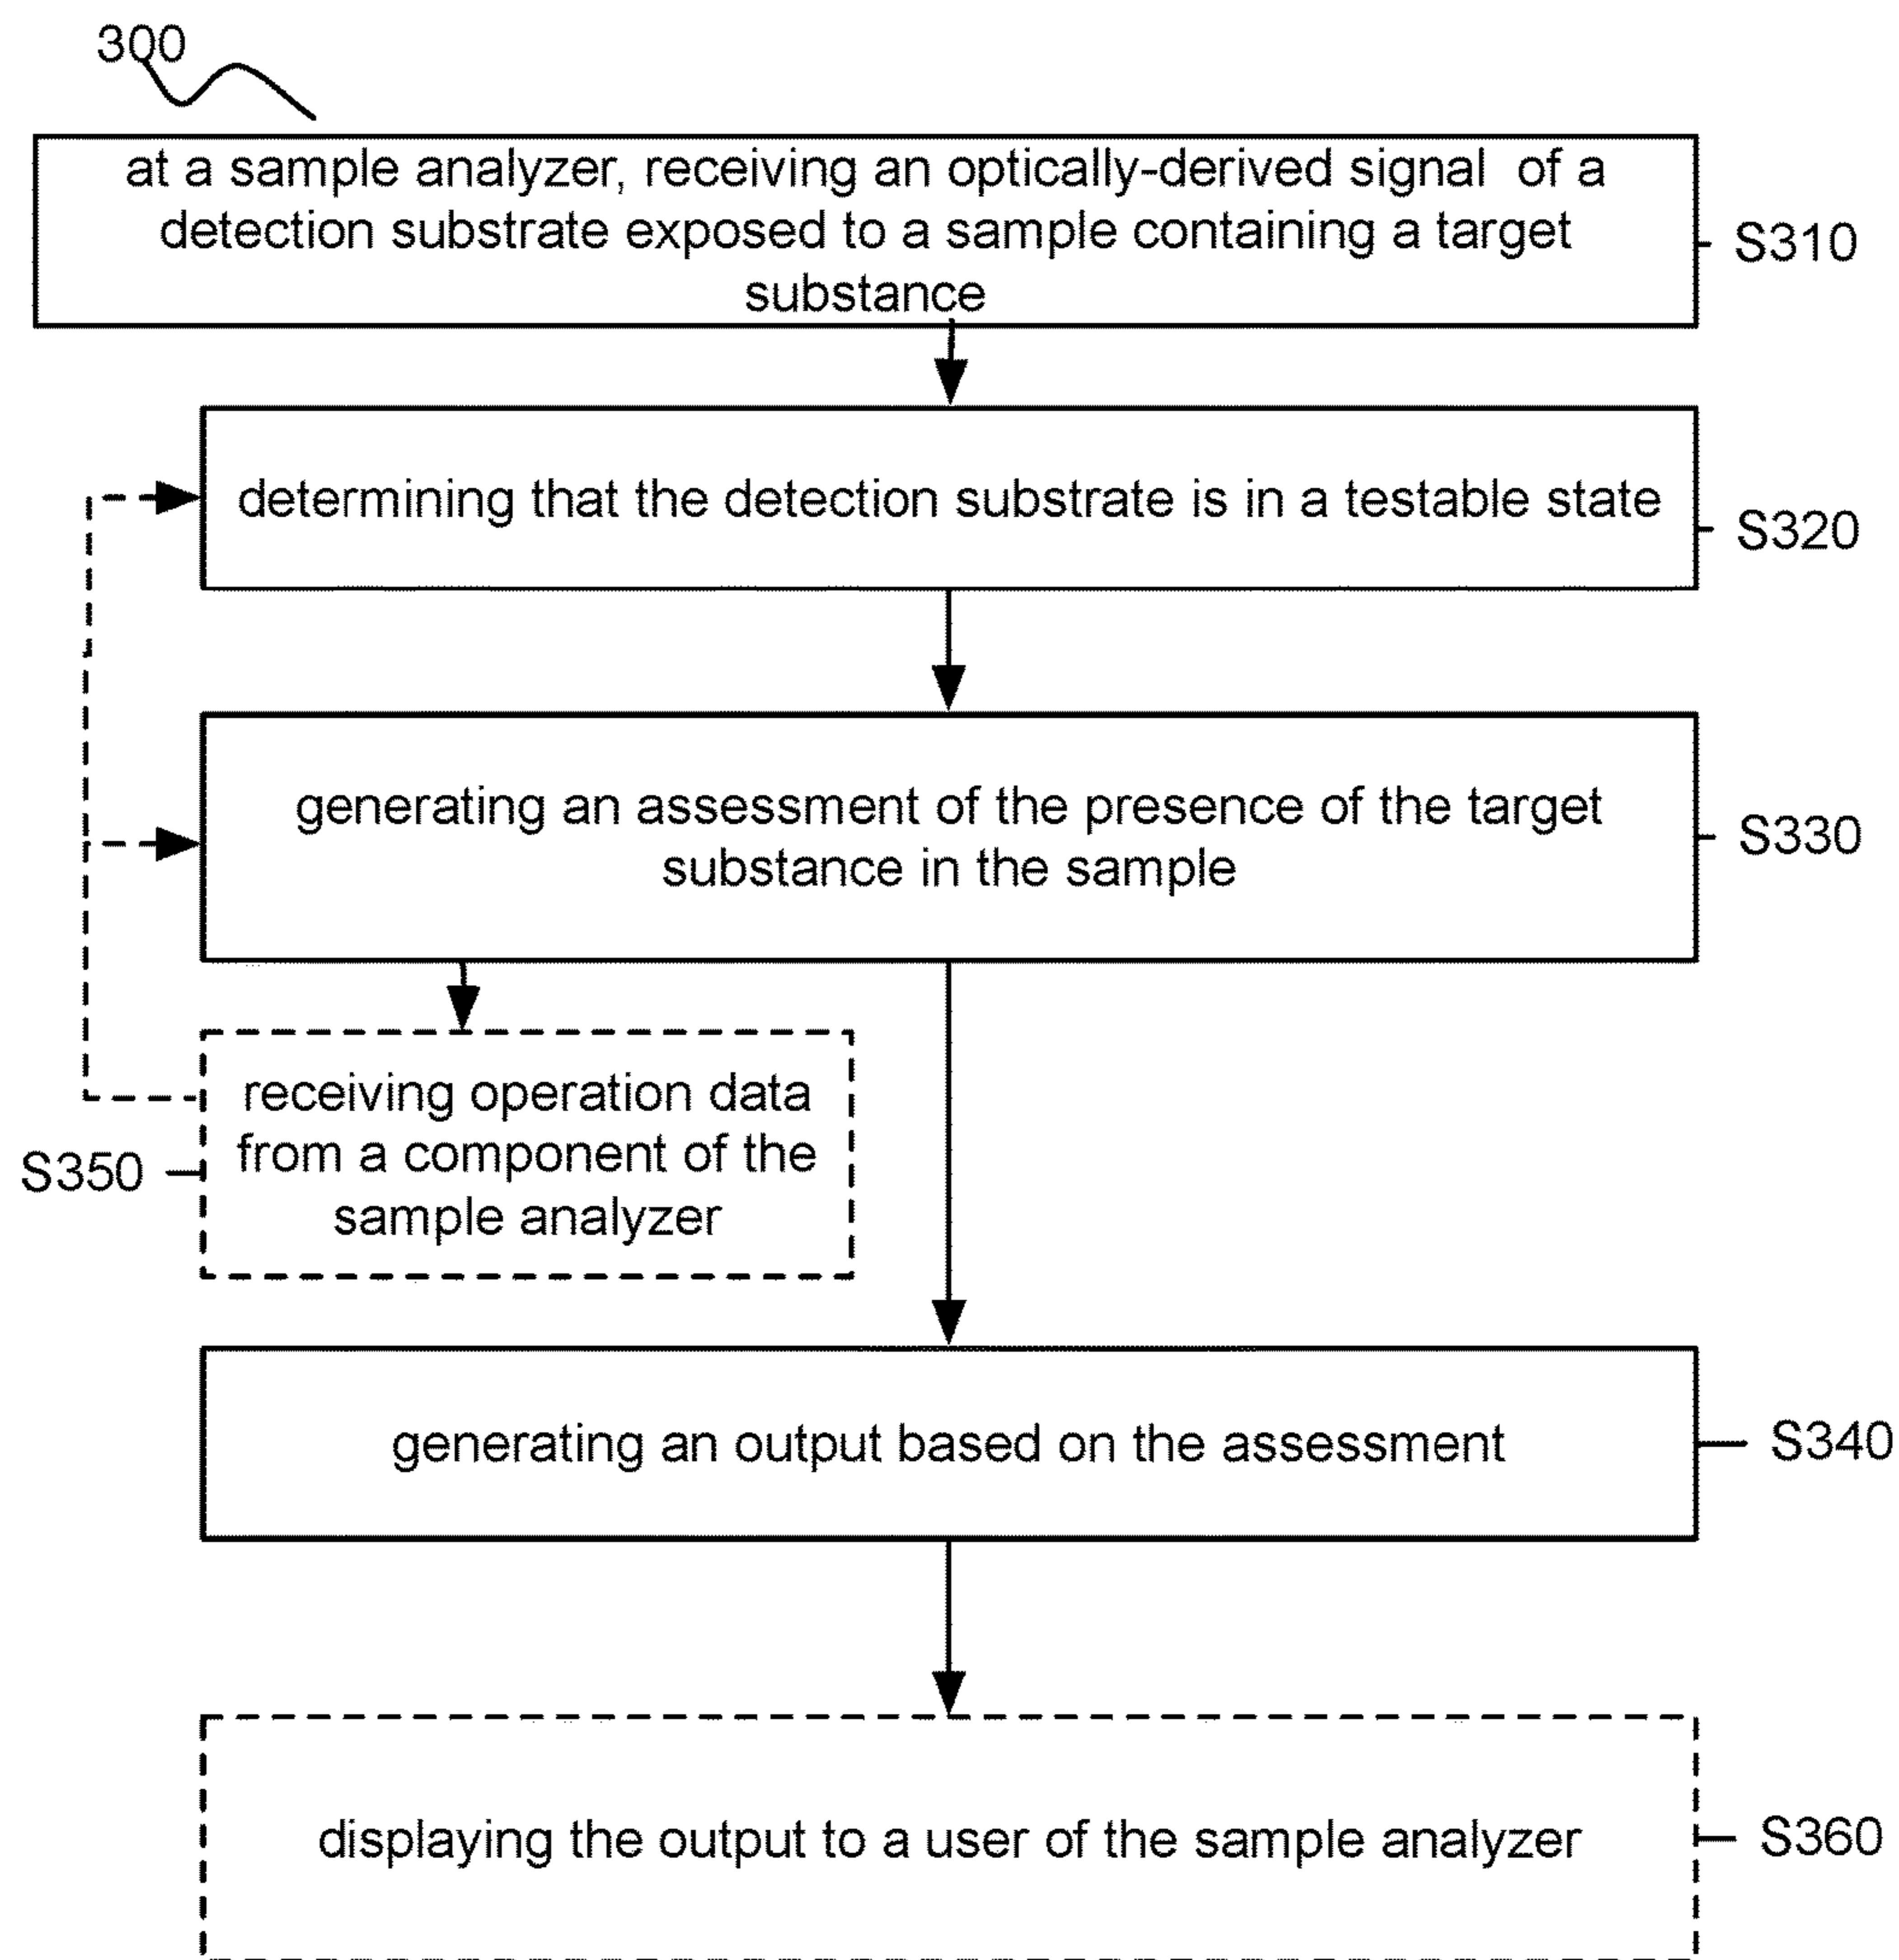 300
at a sample analyzer, receiving an optically-derived signal of a
detection substrate exposed to a sample containing a target
substance
S310
determining that the detection substrate is in a testable state
S320
generating an assessment of the presence of the target
substance in the sample
S330
receiving operation data
from a component of the
sample analyzer
S350
generating an output based on the assessment
S340
displaying the output to a user of the sample analyzer
S360